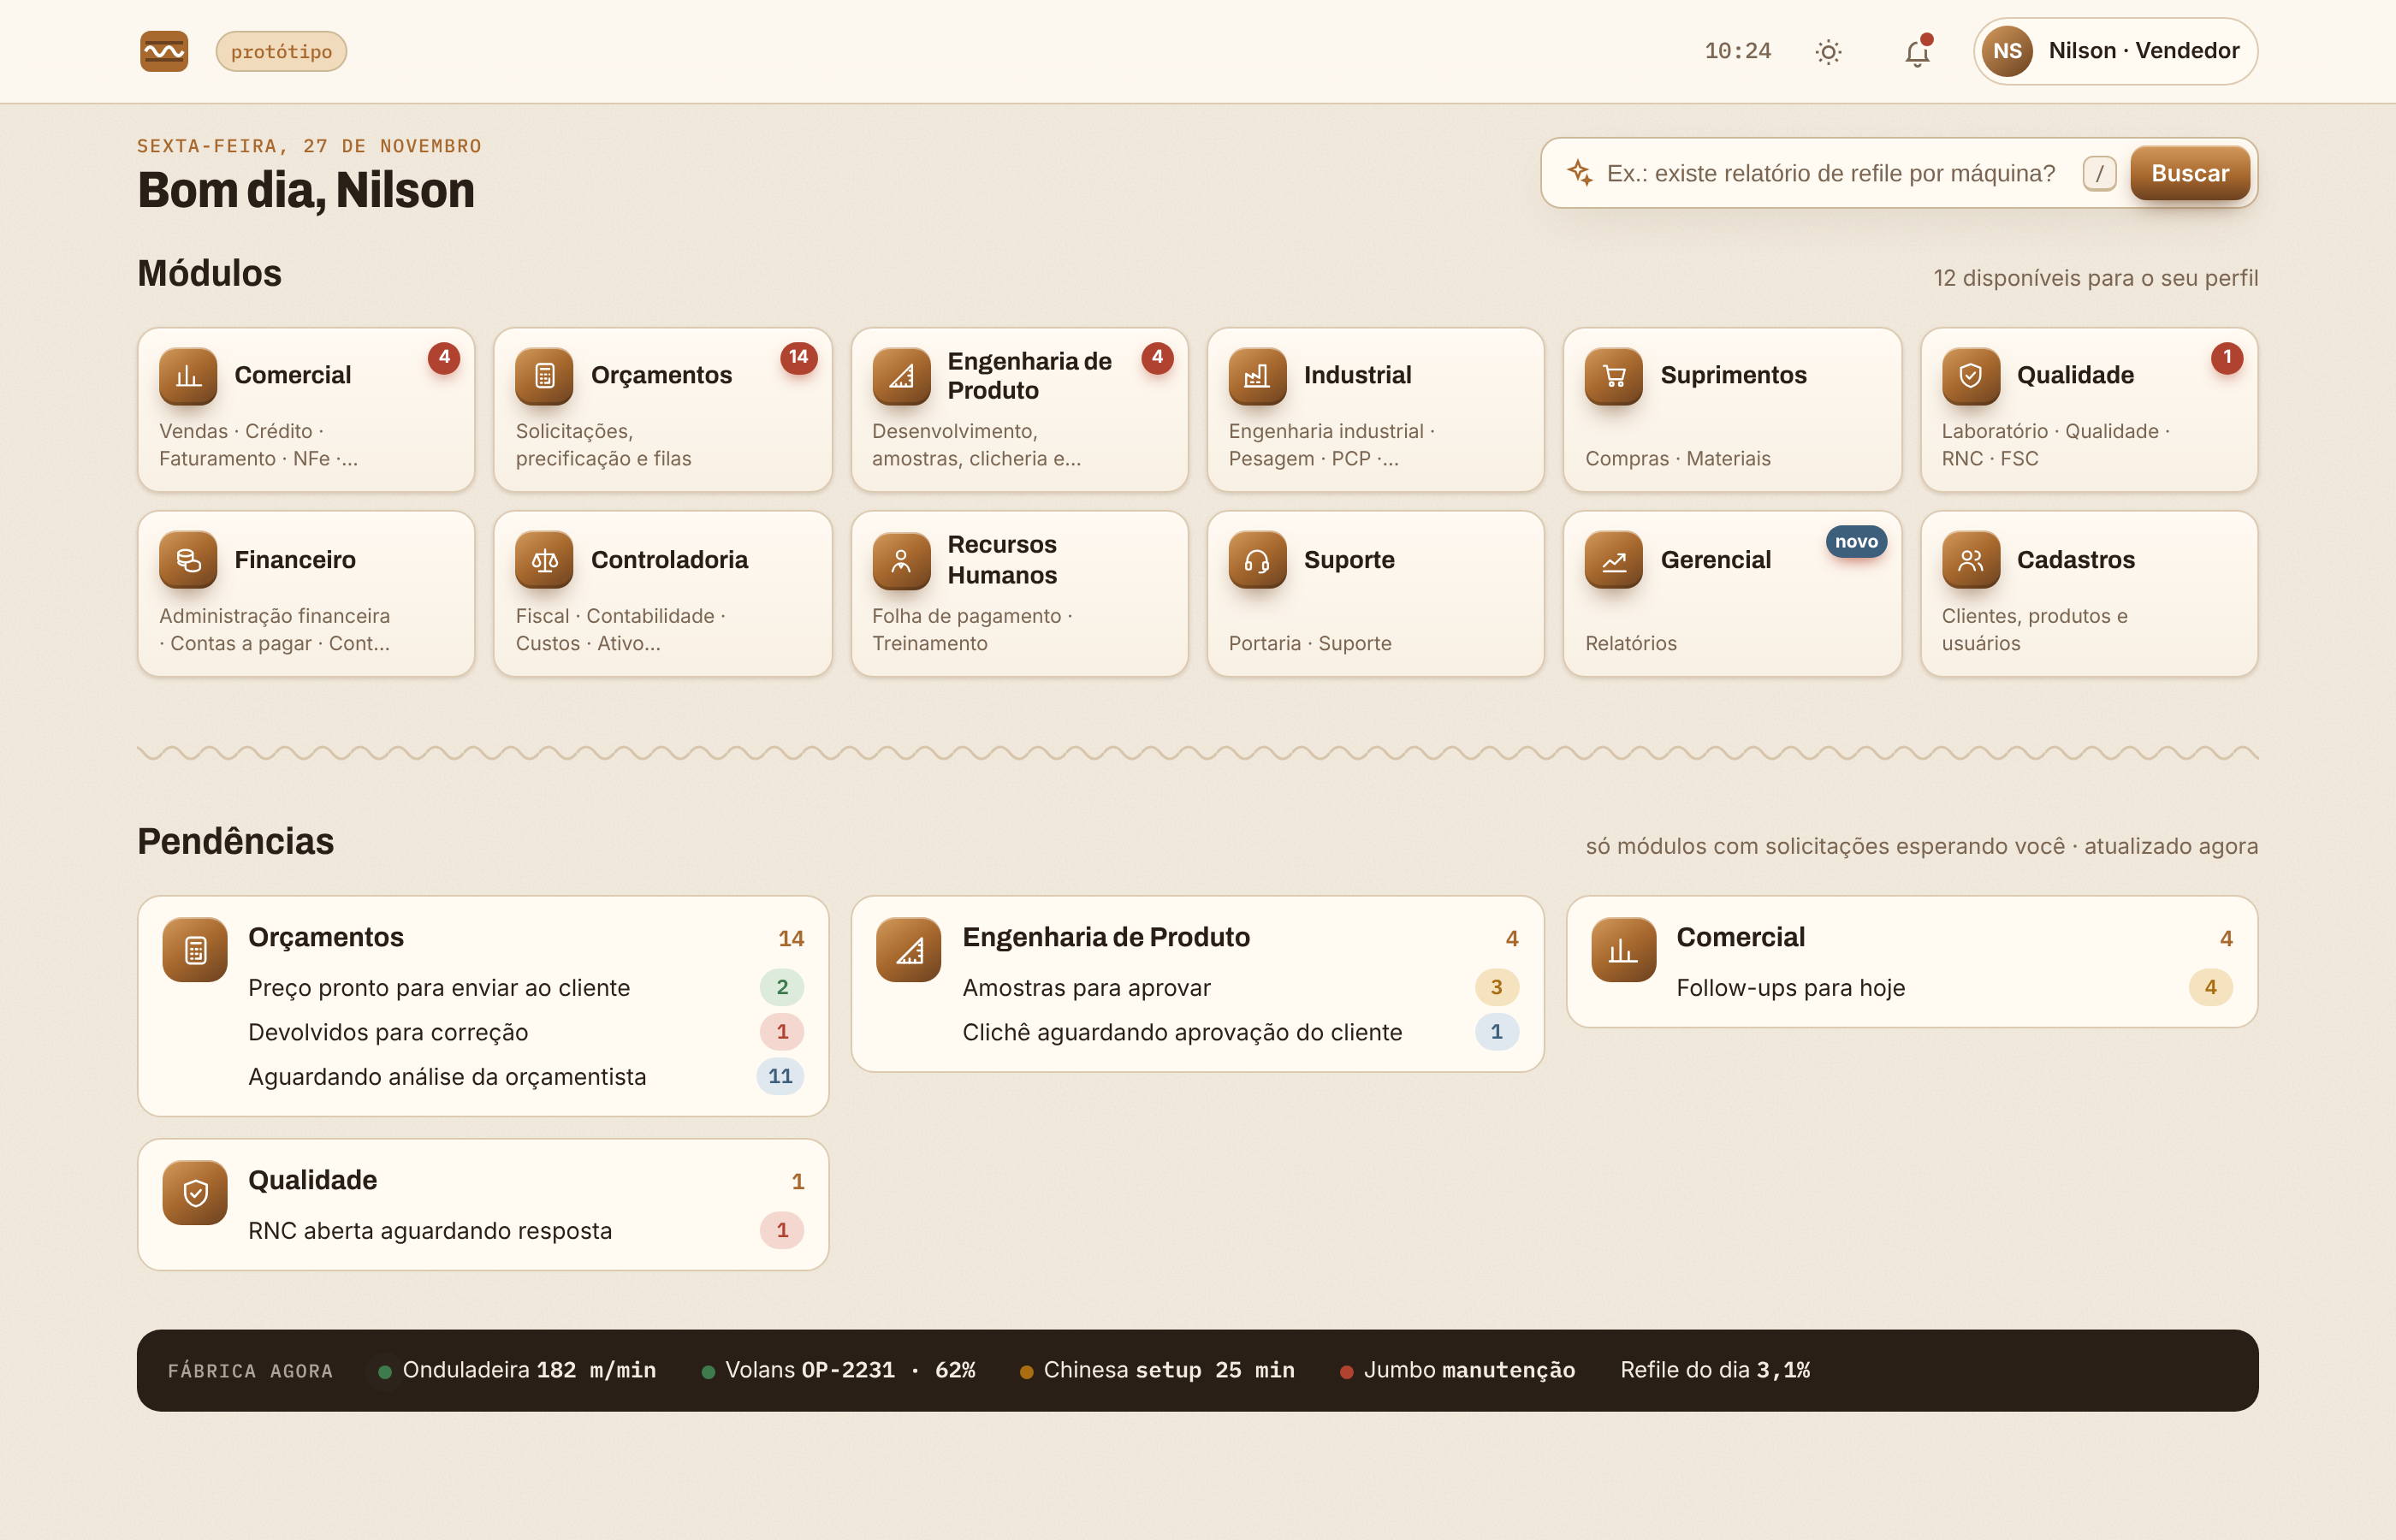 protótipo
10:24
NS
Nilson · Vendedor
SEXTA-FEIRA, 27 DE NOVEMBRO
Bom dia, Nilson
Ex.: existe relatório de refile por máquina?
/
Buscar
Módulos
12 disponíveis para o seu perfil
Comercial
4
Vendas · Crédito ·
Faturamento · NFe ·...
Orçamentos
14
Solicitações,
precificação e filas
Engenharia de
Produto
4
Desenvolvimento,
amostras, clicheria e...
Industrial
Engenharia industrial ·
Pesagem · PCP ·...
Suprimentos
Compras · Materiais
Qualidade
1
Laboratório · Qualidade ·
RNC · FSC
Financeiro
Administração financeira
· Contas a pagar · Cont...
Controladoria
Fiscal · Contabilidade ·
Custos · Ativo...
Recursos
Humanos
Folha de pagamento ·
Treinamento
Suporte
Portaria · Suporte
Gerencial
novo
Relatórios
Cadastros
Clientes, produtos e
usuários
Pendências
só módulos com solicitações esperando você · atualizado agora
Orçamentos 14
Preço pronto para enviar ao cliente 2
Devolvidos para correção 1
Aguardando análise da orçamentista 11
Engenharia de Produto 4
Amostras para aprovar 3
Clichê aguardando aprovação do cliente 1
Comercial 4
Follow-ups para hoje 4
Qualidade 1
RNC aberta aguardando resposta 1
FÁBRICA AGORA Onduladeira 182 m/min Volans OP-2231 · 62% Chinesa setup 25 min Jumbo manutenção Refile do dia 3,1%